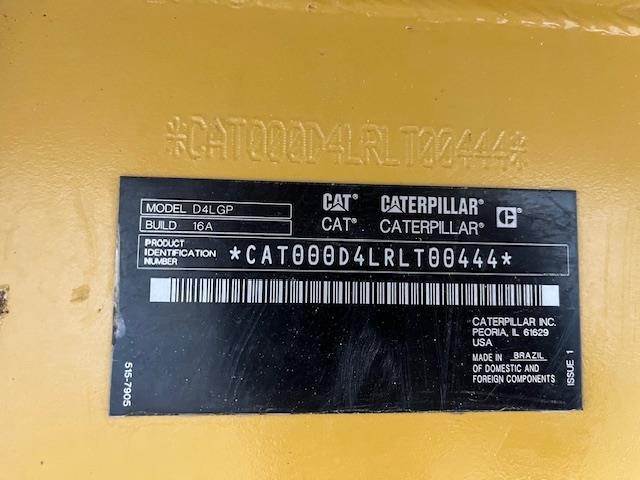 *CAT000D4LRLT00444*
MODEL D4LGP
BUILD 16A
CAT® CATERPILLAR®
CAT® CATERPILLAR® C
PRODUCT
IDENTIFICATION
NUMBER
*CAT000D4LRLT00444*
CATERPILLAR INC.
PEORIA, IL 61629
USA
MADE IN BRAZIL
OF DOMESTIC AND
FOREIGN COMPONENTS
515-7905
ISSUE 1